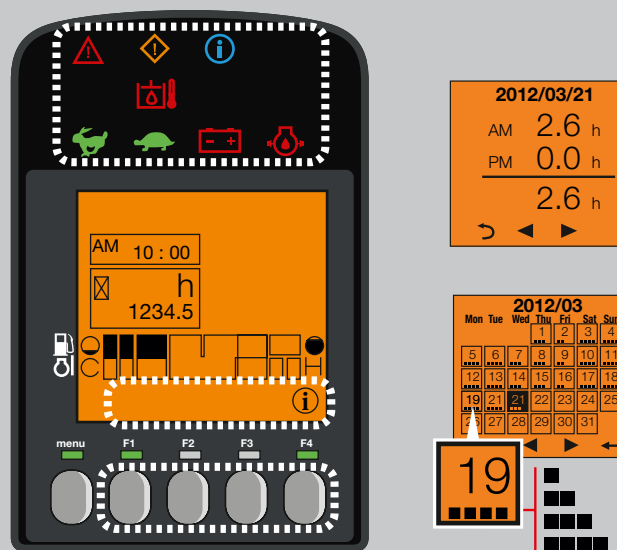 AM 10 : 00
h
1234.5
C H
i
menu F1 F2 F3 F4
2012/03/21
AM 2.6 h
PM 0.0 h
2.6 h
2012/03
Mon Tue Wed Thu Fri Sat Sun
1 2 3 4
5 6 7 8 9 10 11
12 13 14 15 16 17 18
19 21 21 22 23 24 25
26 27 28 29 30 31
19